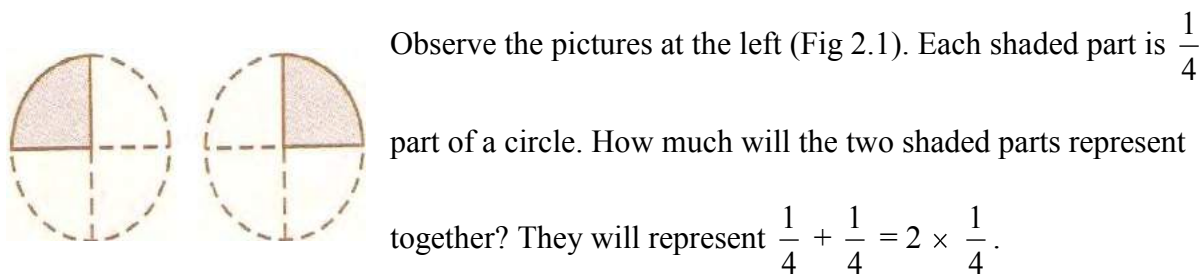 Observe the pictures at the left (Fig 2.1). Each shaded part is 1/4
part of a circle. How much will the two shaded parts represent
together? They will represent 1/4 + 1/4 = 2 × 1/4.